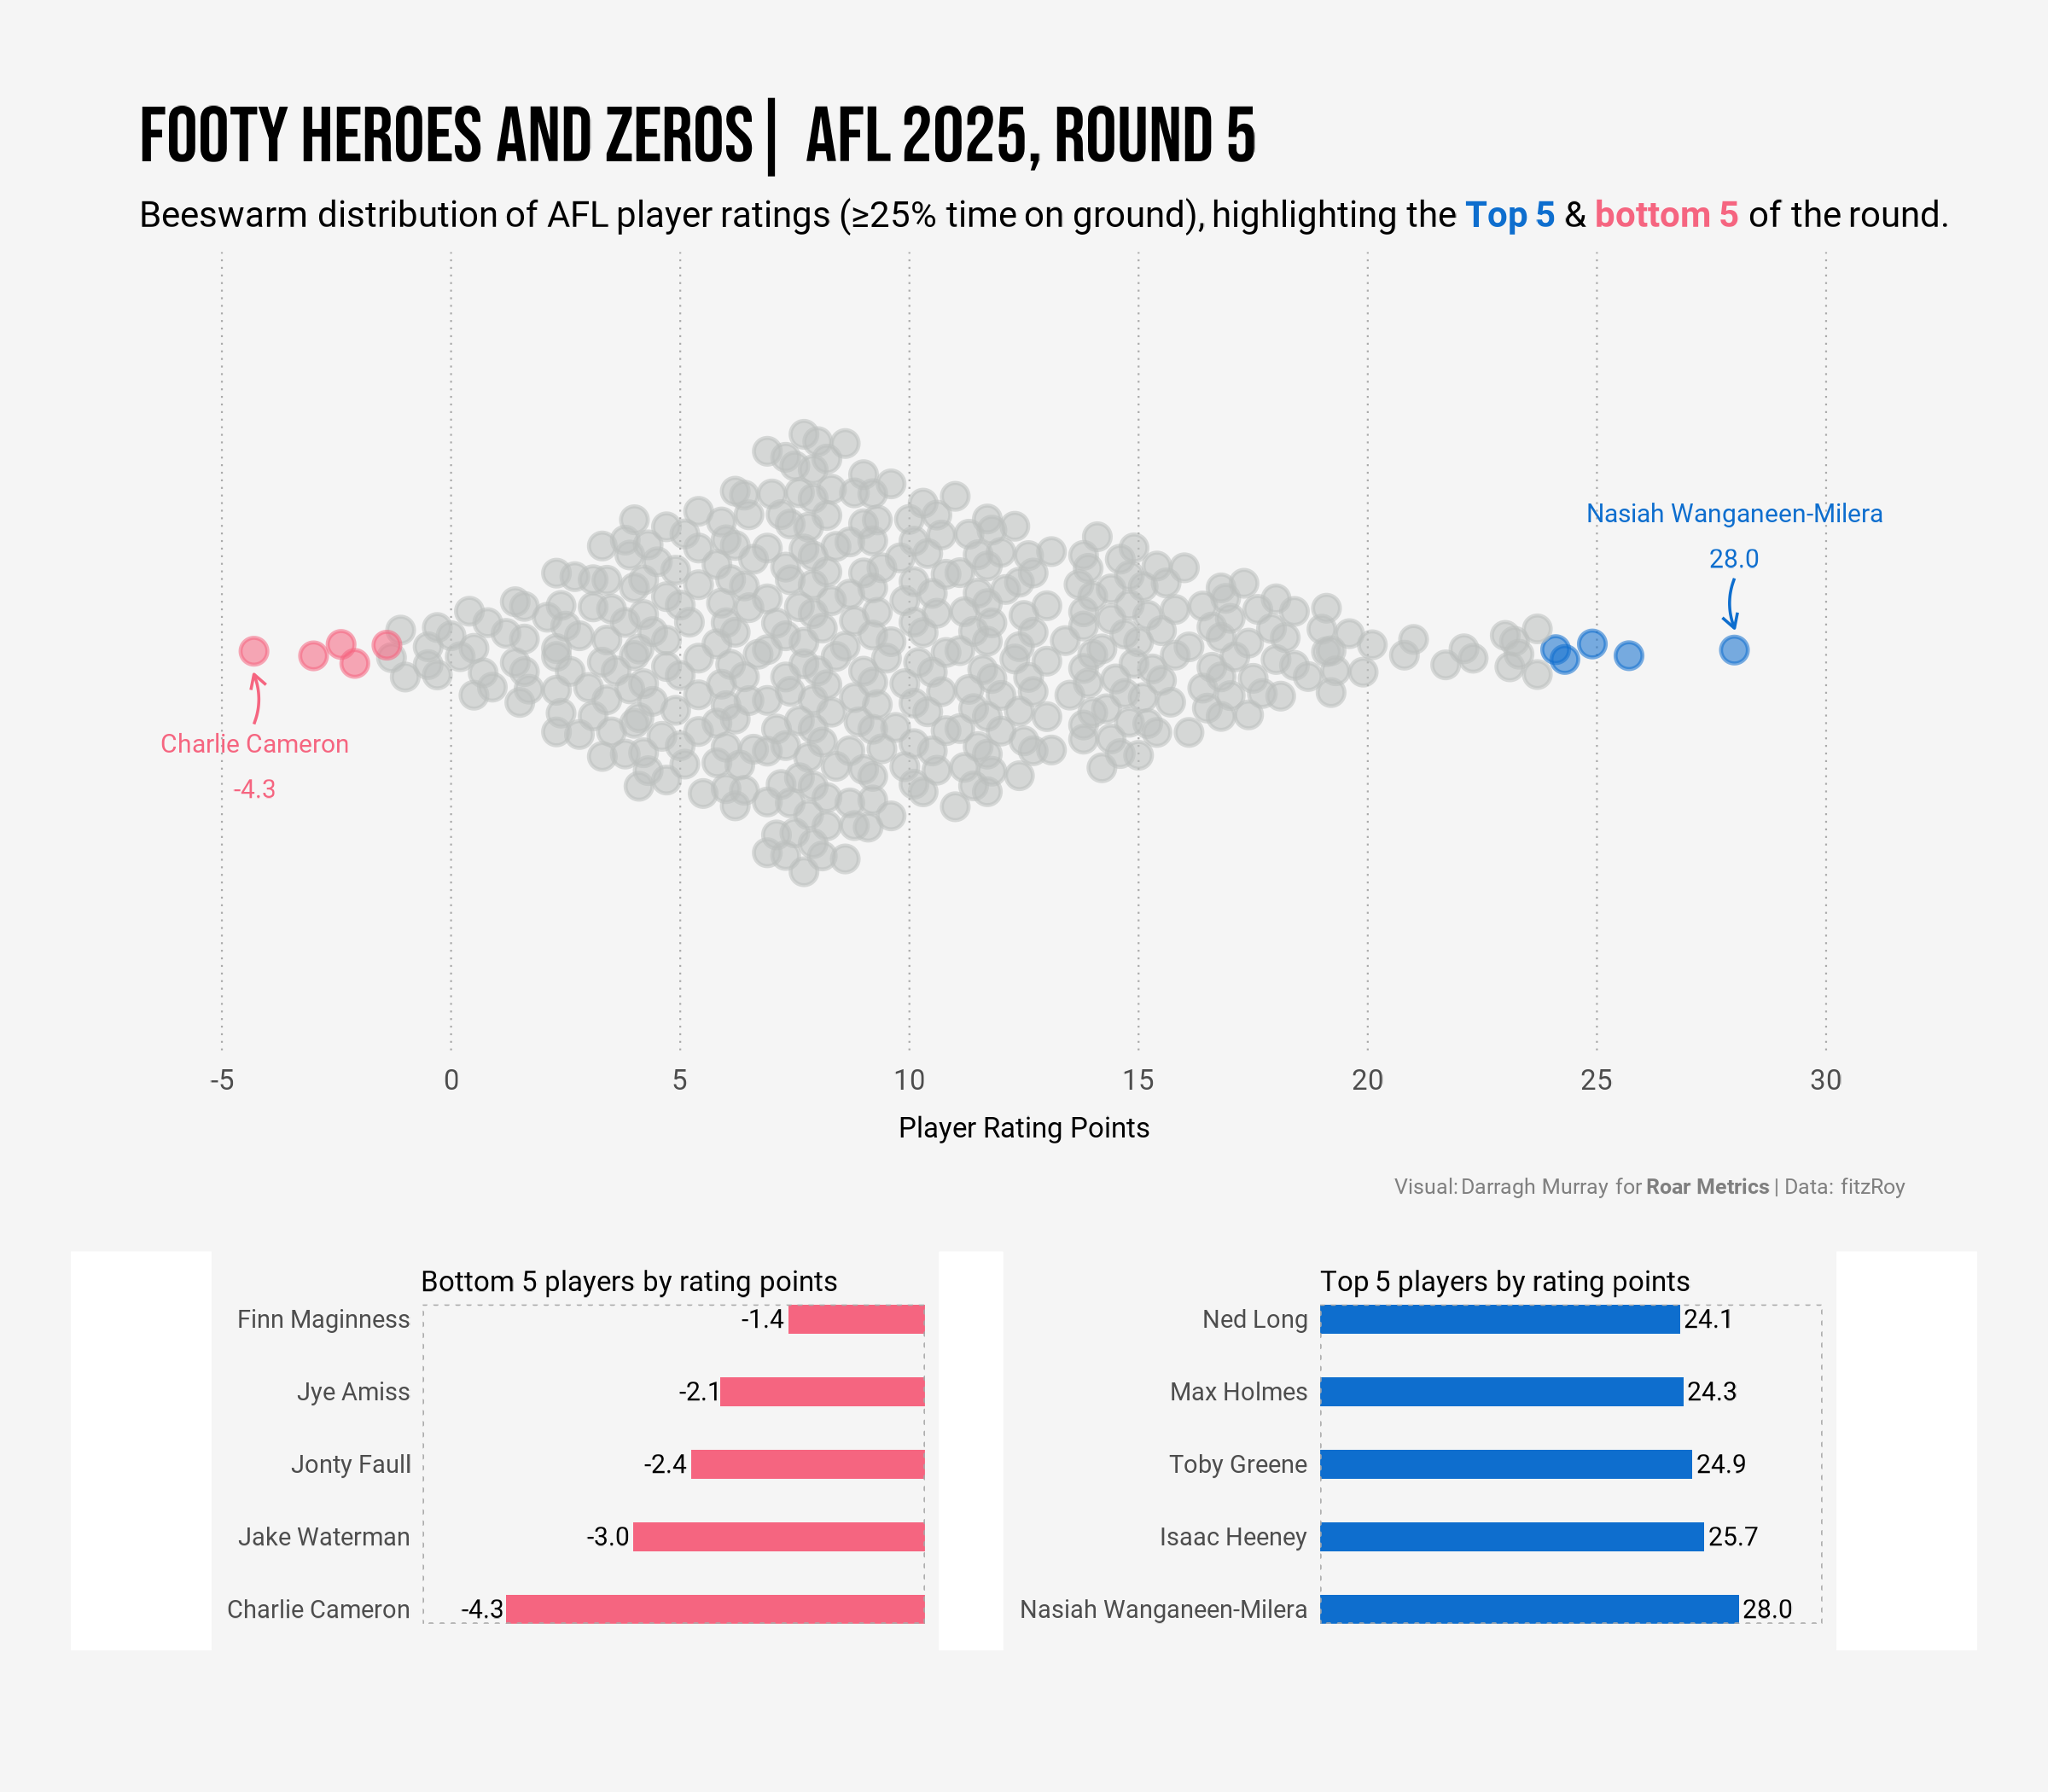 FOOTY HEROES AND ZEROS| AFL 2025, ROUND 5
Beeswarm distribution of AFL player ratings (≥25% time on ground), highlighting the Top 5 & bottom 5 of the round.
Nasiah Wanganeen-Milera
28.0
Charlie Cameron
-4.3
-5 0 5 10 15 20 25 30
Player Rating Points
Visual: Darragh Murray for Roar Metrics | Data: fitzRoy
Bottom 5 players by rating points
Finn Maginness -1.4
Jye Amiss -2.1
Jonty Faull -2.4
Jake Waterman -3.0
Charlie Cameron -4.3
Top 5 players by rating points
Ned Long 24.1
Max Holmes 24.3
Toby Greene 24.9
Isaac Heeney 25.7
Nasiah Wanganeen-Milera 28.0